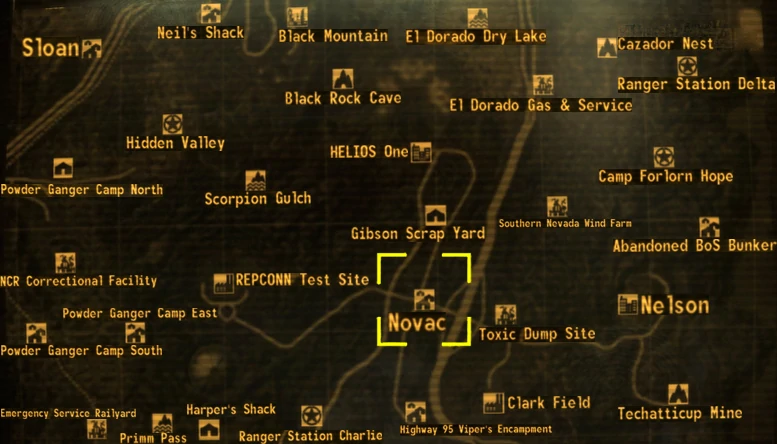 Neil's Shack
Black Mountain
El Dorado Dry Lake
Sloan
Cazador Nest
Ranger Station Delta
Black Rock Cave
El Dorado Gas & Service
Hidden Valley
HELIOS One
Camp Forlorn Hope
Powder Ganger Camp North
Scorpion Gulch
Southern Nevada Wind Farm
Gibson Scrap Yard
Abandoned BoS Bunker
NCR Correctional Facility
REPCONN Test Site
Powder Ganger Camp East
Novac
Nelson
Toxic Dump Site
Powder Ganger Camp South
Clark Field
Techatticup Mine
Emergency Service Railyard
Harper's Shack
Primm Pass
Ranger Station Charlie
Highway 95 Viper's Encampment